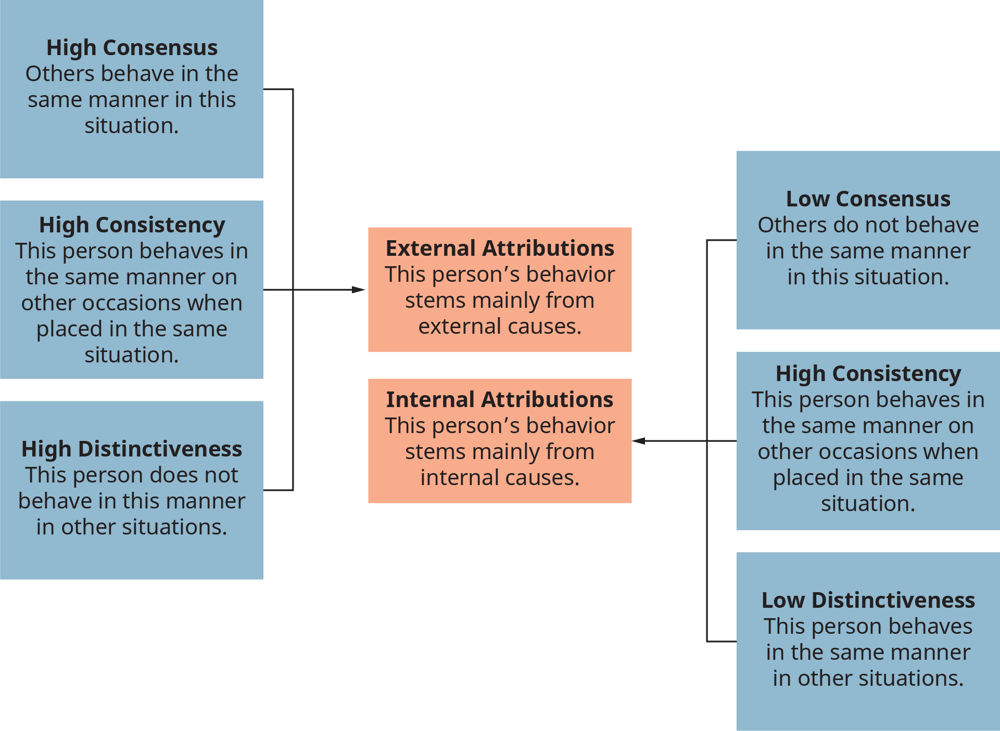 High Consensus
Others behave in the
same manner in this
situation.
High Consistency
This person behaves in
the same manner on
other occasions when
placed in the same
situation.
High Distinctiveness
This person does not
behave in this manner
in other situations.
External Attributions
This person’s behavior
stems mainly from
external causes.
Internal Attributions
This person’s behavior
stems mainly from
internal causes.
Low Consensus
Others do not behave
in the same manner
in this situation.
High Consistency
This person behaves in
the same manner on
other occasions when
placed in the same
situation.
Low Distinctiveness
This person behaves
in the same manner
in other situations.